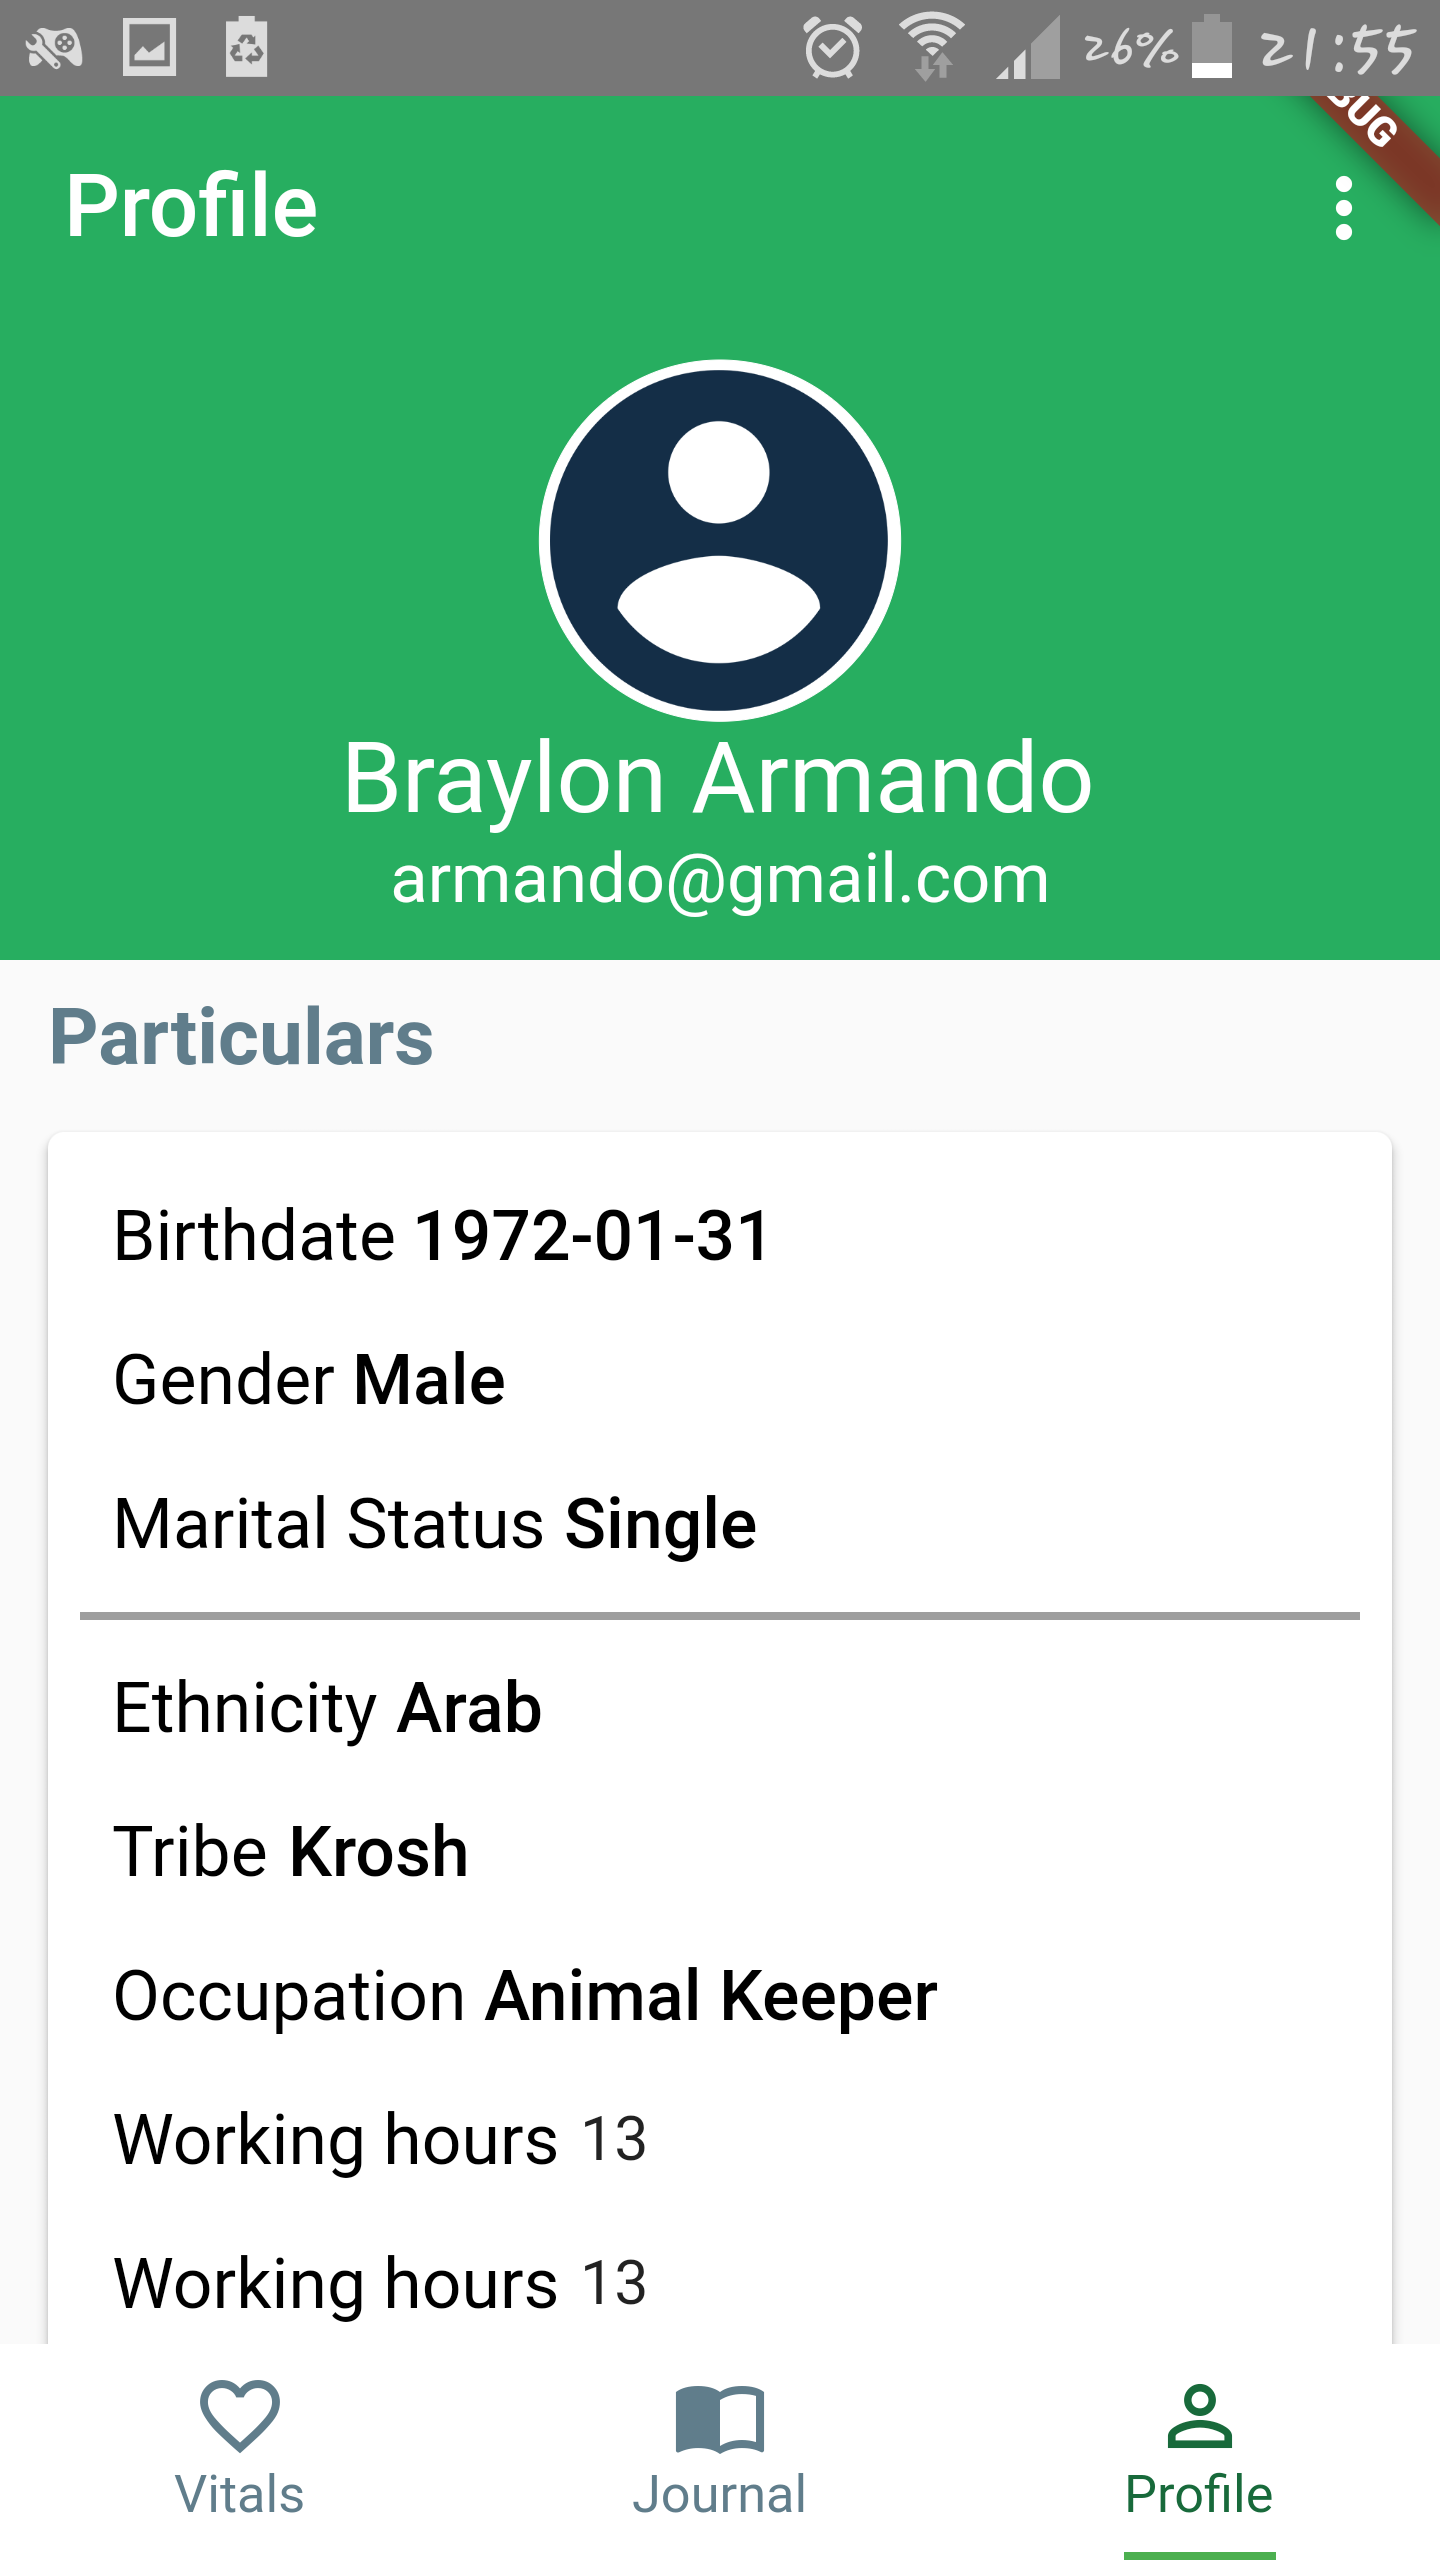 26% 21:55
BUG
Profile
Braylon Armando
armando@gmail.com
Particulars
Birthdate 1972-01-31
Gender Male
Marital Status Single
Ethnicity Arab
Tribe Krosh
Occupation Animal Keeper
Working hours 13
Working hours 13
Vitals Journal Profile